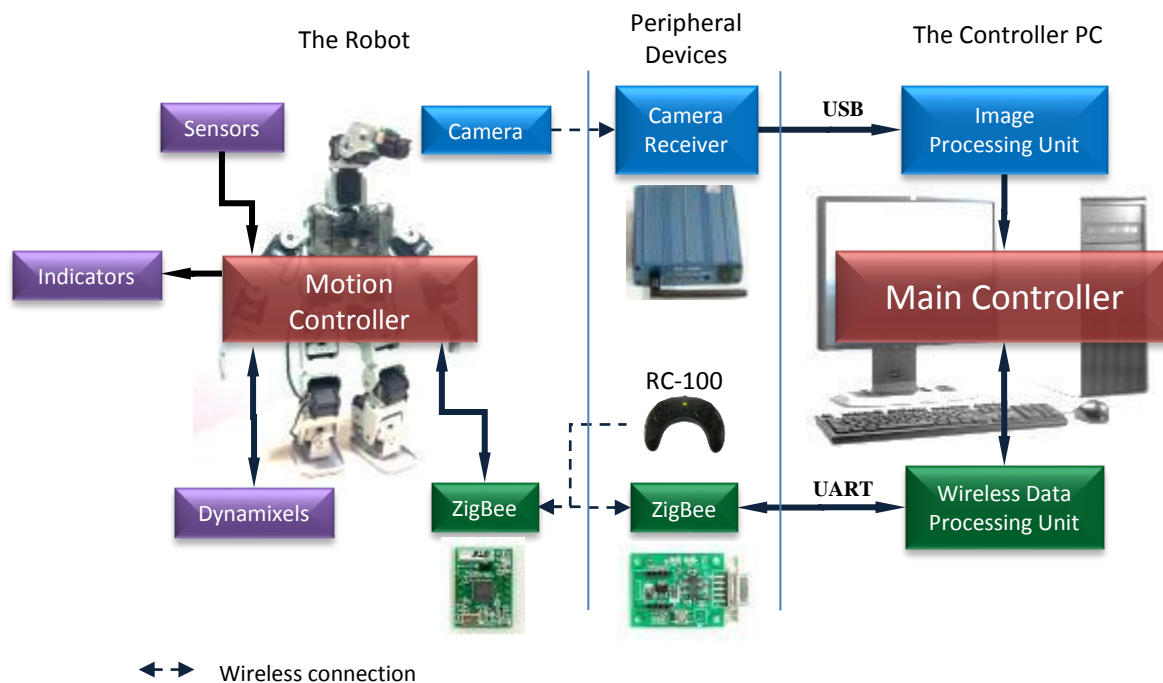 The Robot
Peripheral
Devices
The Controller PC
Sensors
Camera
Camera
Receiver
USB
Image
Processing Unit
Indicators
Motion
Controller
Main Controller
RC-100
Dynamixels
ZigBee
ZigBee
UART
Wireless Data
Processing Unit
Wireless connection